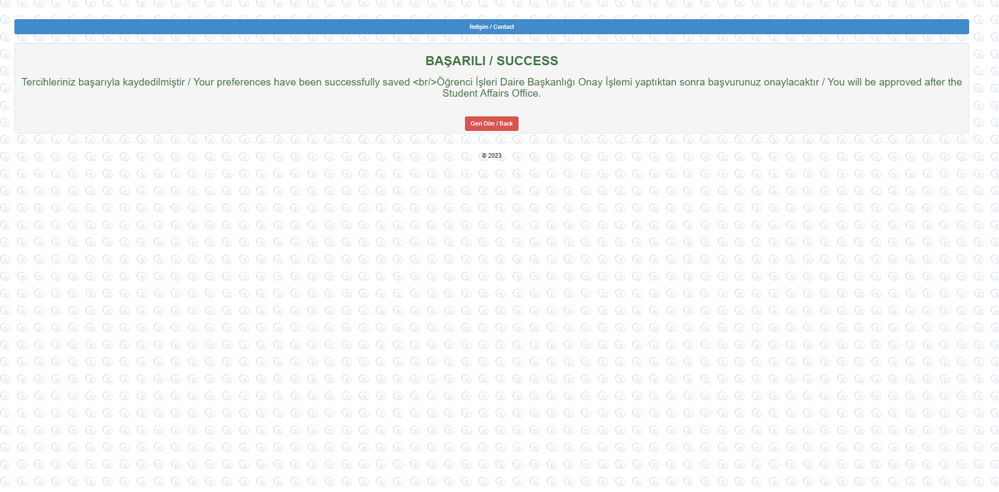 İletişim / Contact
BAŞARILI / SUCCESS
Tercihleriniz başarıyla kaydedilmiştir / Your preferences have been successfully saved <br/>Öğrenci İşleri Daire Başkanlığı Onay İşlemi yaptıktan sonra başvurunuz onaylacaktır / You will be approved after the
Student Affairs Office.
Geri Dön / Back
© 2023